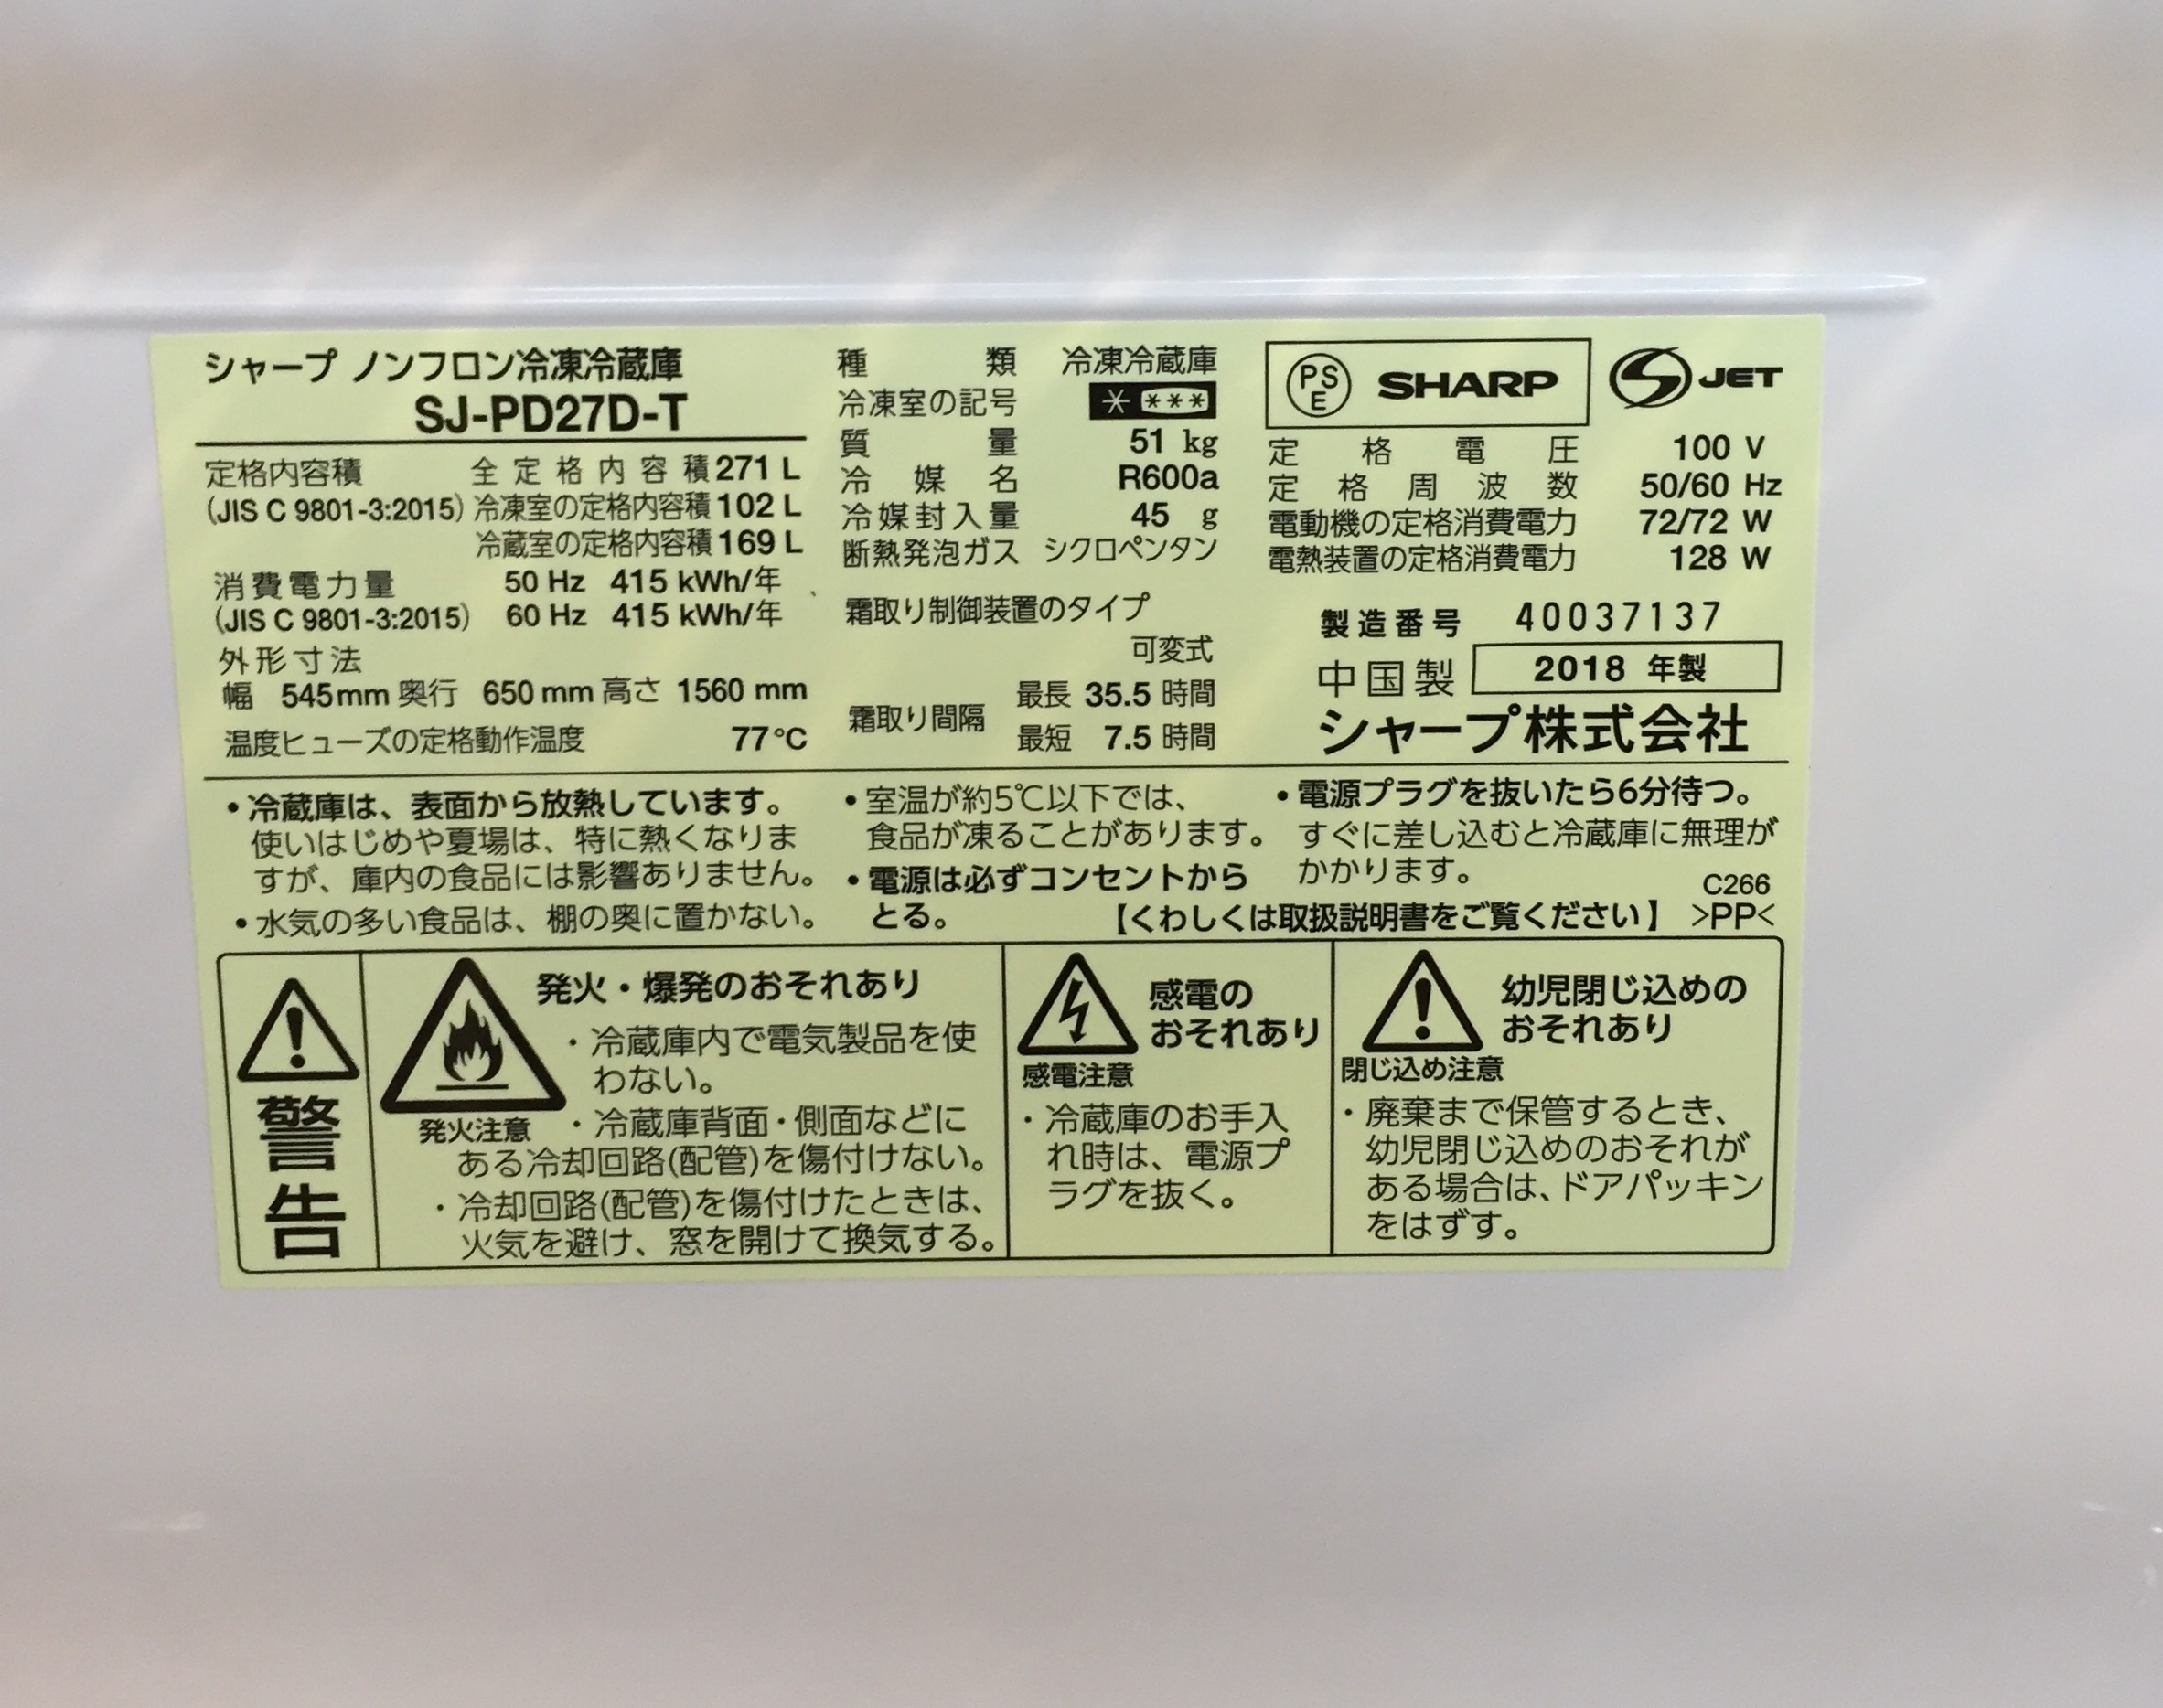 シャープ ノンフロン冷凍冷蔵庫
SJ-PD27D-T
定格内容積 全定格内容積 271 L
(JIS C 9801-3:2015) 冷凍室の定格内容積 102 L
冷蔵室の定格内容積 169 L
消費電力量 50 Hz 415 kWh/年
(JIS C 9801-3:2015) 60 Hz 415 kWh/年
外形寸法
幅 545mm 奥行 650mm 高さ 1560 mm
温度ヒューズの定格動作温度 77℃
種類 冷凍冷蔵庫
冷凍室の記号 * ***
質量 51 kg
冷媒名 R600a
冷媒封入量 45 g
断熱発泡ガス シクロペンタン
霜取り制御装置のタイプ
可変式
霜取り間隔 最長 35.5 時間
最短 7.5 時間
PSE SHARP JET
定格電圧 100 V
定格周波数 50/60 Hz
電動機の定格消費電力 72/72 W
電熱装置の定格消費電力 128 W
製造番号 40037137
中国製 2018 年製
シャープ株式会社
•冷蔵庫は、表面から放熱しています。
使いはじめや夏場は、特に熱くなりま
すが、庫内の食品には影響ありません。
•水気の多い食品は、棚の奥に置かない。
•室温が約5℃以下では、
食品が凍ることがあります。
•電源は必ずコンセントから
とる。
•電源プラグを抜いたら6分待つ。
すぐに差し込むと冷蔵庫に無理が
かかります。
C266
【くわしくは取扱説明書をご覧ください】 >PP<
警告
発火・爆発のおそれあり
発火注意
・冷蔵庫内で電気製品を使
わない。
・冷蔵庫背面・側面などに
ある冷却回路(配管)を傷付けない。
・冷却回路(配管)を傷付けたときは、
火気を避け、窓を開けて換気する。
感電の
おそれあり
感電注意
・冷蔵庫のお手入
れ時は、電源プ
ラグを抜く。
幼児閉じ込めの
おそれあり
閉じ込め注意
・廃棄まで保管するとき、
幼児閉じ込めのおそれが
ある場合は、ドアパッキン
をはずす。